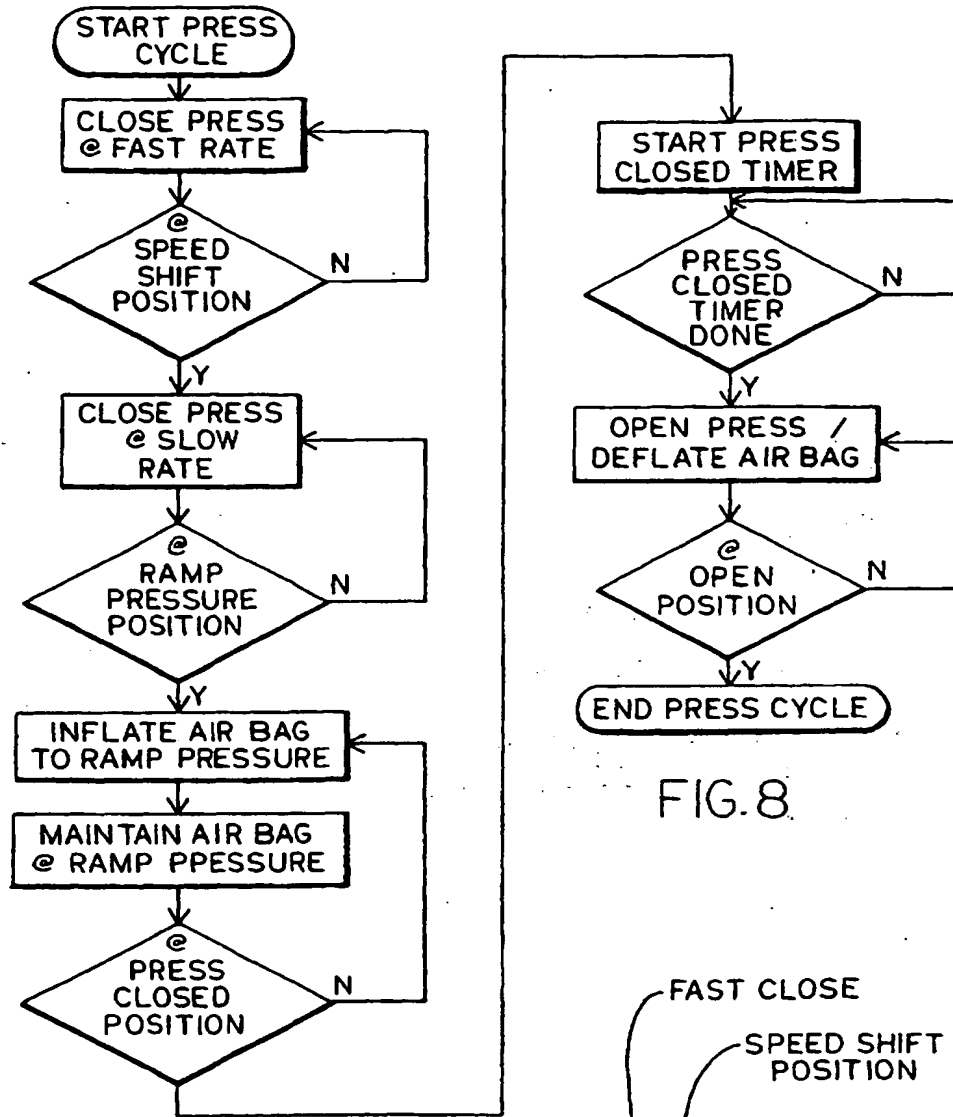 START PRESS
CYCLE
CLOSE PRESS
@ FAST RATE
@
SPEED
SHIFT
POSITION
N
Y
CLOSE PRESS
@ SLOW
RATE
@
RAMP
PRESSURE
POSITION
N
Y
INFLATE AIR BAG
TO RAMP PRESSURE
MAINTAIN AIR BAG
@ RAMP PPESSURE
@
PRESS
CLOSED
POSITION
N
START PRESS
CLOSED TIMER
PRESS
CLOSED
TIMER
DONE
N
Y
OPEN PRESS /
DEFLATE AIR BAG
@
OPEN
POSITION
N
Y
END PRESS CYCLE
FIG. 8
FAST CLOSE
SPEED SHIFT
POSITION